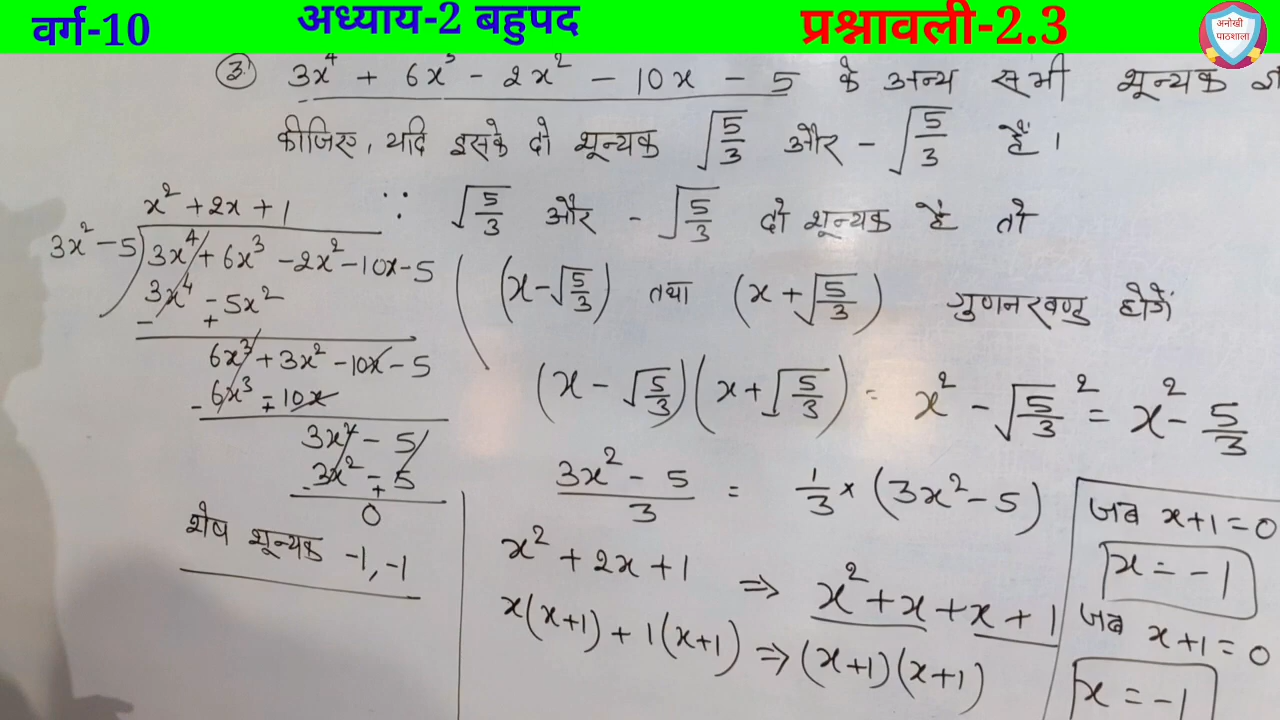 वर्ग-10
अध्याय-2 बहुपद
प्रश्नावली-2.3
अनोखी
पाठशाला
③ 3x⁴ + 6x³ - 2x² - 10x - 5 के अन्य सभी शून्यक
कीजिए, यदि इसके दो शून्यक √5/3 और - √5/3 हैं।
x² + 2x + 1
3x² - 5) 3x⁴ + 6x³ - 2x² - 10x - 5
3x⁴ - 5x²
- +
6x³ + 3x² - 10x - 5
6x³ - 10x
- +
3x² - 5
3x² - 5
- +
0
शेष शून्यक -1, -1
∵ √5/3 और - √5/3 दो शून्यक है तो
(x - √5/3) तथा (x + √5/3) गुणनखण्ड होगें
(x - √5/3)(x + √5/3) = x² - √5/3² = x² - 5/3
3x² - 5/3 = 1/3 × (3x² - 5)
x² + 2x + 1 ⇒ x² + x + x + 1
x(x+1) + 1(x+1) ⇒ (x+1)(x+1)
जब x+1 = 0
x = -1
जब x+1 = 0
x = -1